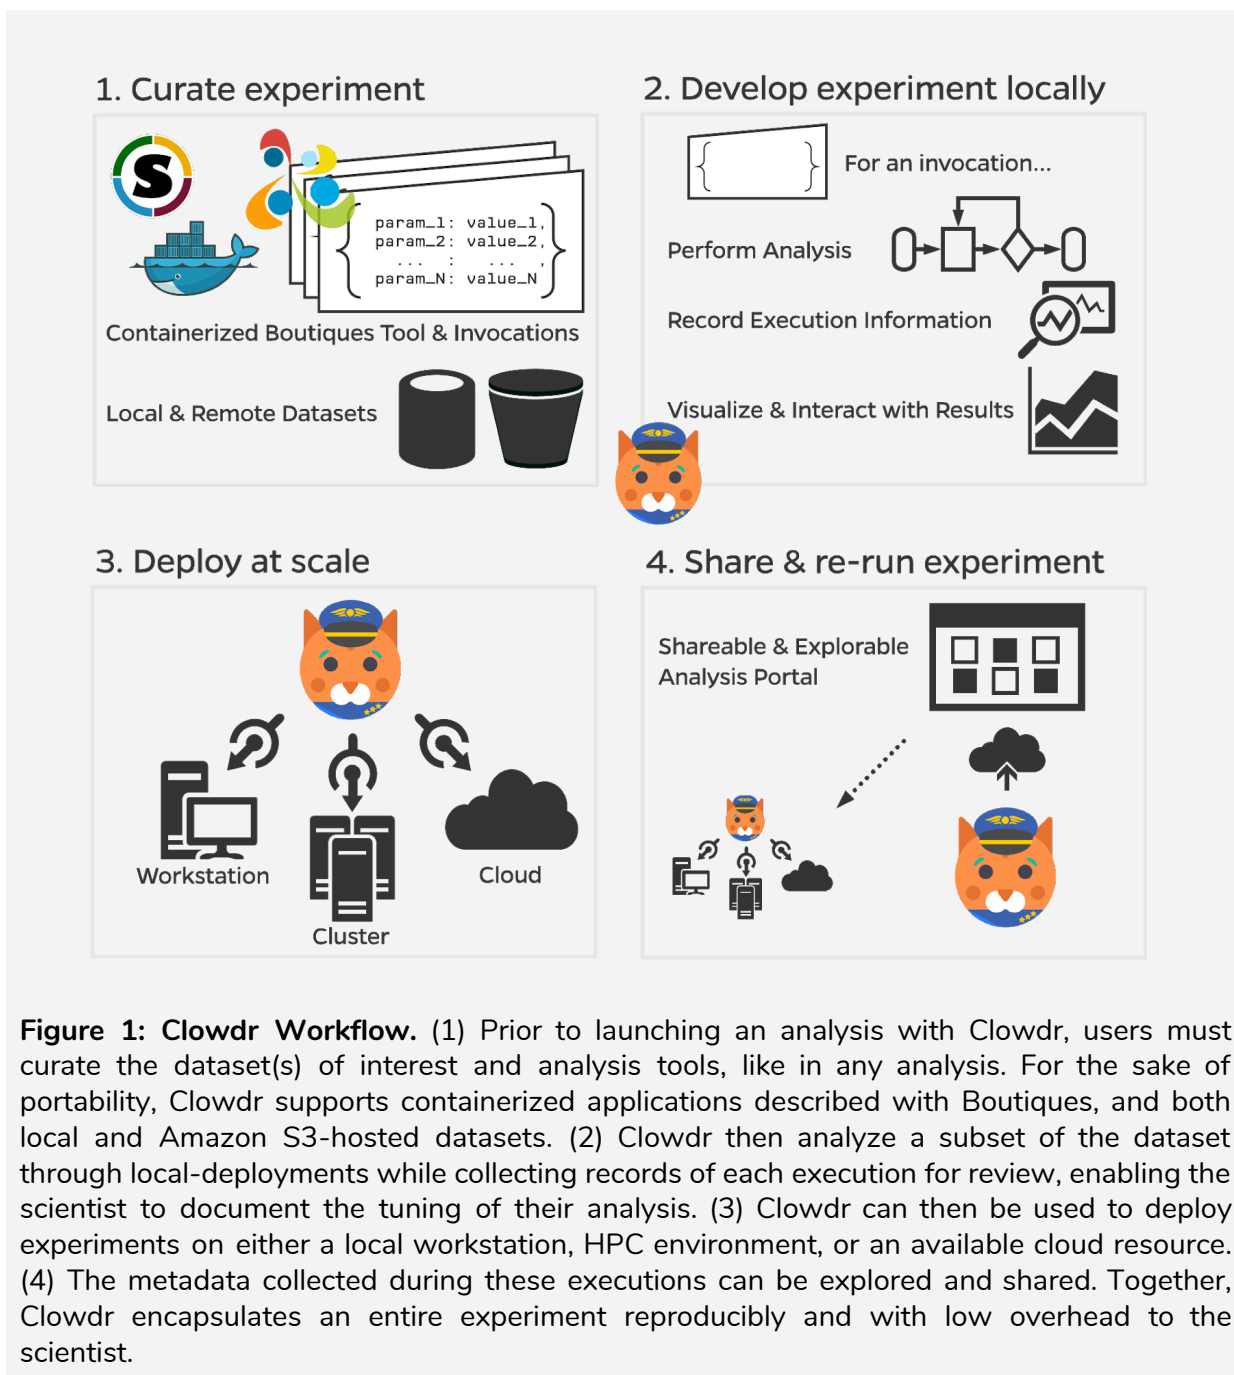 1. Curate experiment
S
param_1: value_1,
param_2: value_2,
... : ... ,
param_N: value_N
Containerized Boutiques Tool & Invocations
Local & Remote Datasets
2. Develop experiment locally
For an invocation...
Perform Analysis
Record Execution Information
Visualize & Interact with Results
3. Deploy at scale
Workstation
Cluster
Cloud
4. Share & re-run experiment
Shareable & Explorable
Analysis Portal
Figure 1: Clowdr Workflow. (1) Prior to launching an analysis with Clowdr, users must
curate the dataset(s) of interest and analysis tools, like in any analysis. For the sake of
portability, Clowdr supports containerized applications described with Boutiques, and both
local and Amazon S3-hosted datasets. (2) Clowdr then analyze a subset of the dataset
through local-deployments while collecting records of each execution for review, enabling the
scientist to document the tuning of their analysis. (3) Clowdr can then be used to deploy
experiments on either a local workstation, HPC environment, or an available cloud resource.
(4) The metadata collected during these executions can be explored and shared. Together,
Clowdr encapsulates an entire experiment reproducibly and with low overhead to the
scientist.